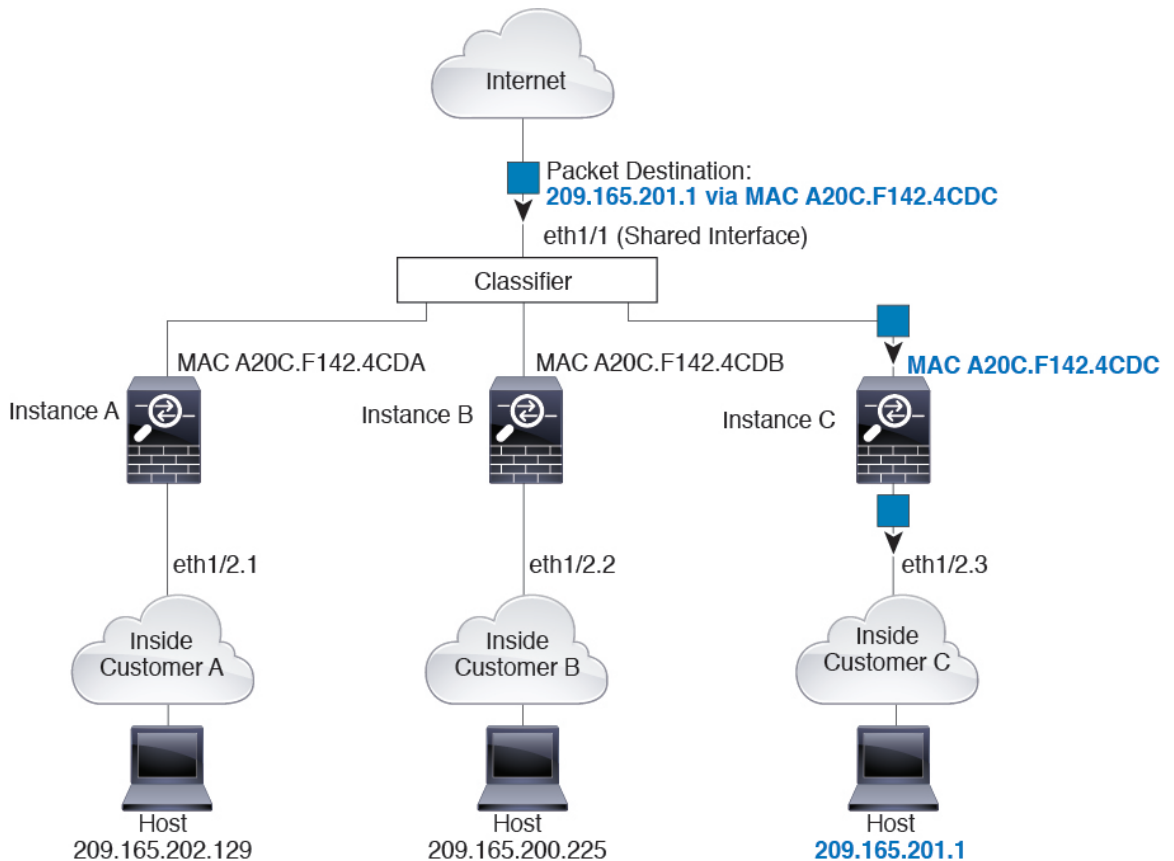 Internet
Packet Destination:
209.165.201.1 via MAC A20C.F142.4CDC
eth1/1 (Shared Interface)
Classifier
MAC A20C.F142.4CDA
MAC A20C.F142.4CDB
MAC A20C.F142.4CDC
Instance A
Instance B
Instance C
eth1/2.1
eth1/2.2
eth1/2.3
Inside
Customer A
Inside
Customer B
Inside
Customer C
Host
209.165.202.129
Host
209.165.200.225
Host
209.165.201.1